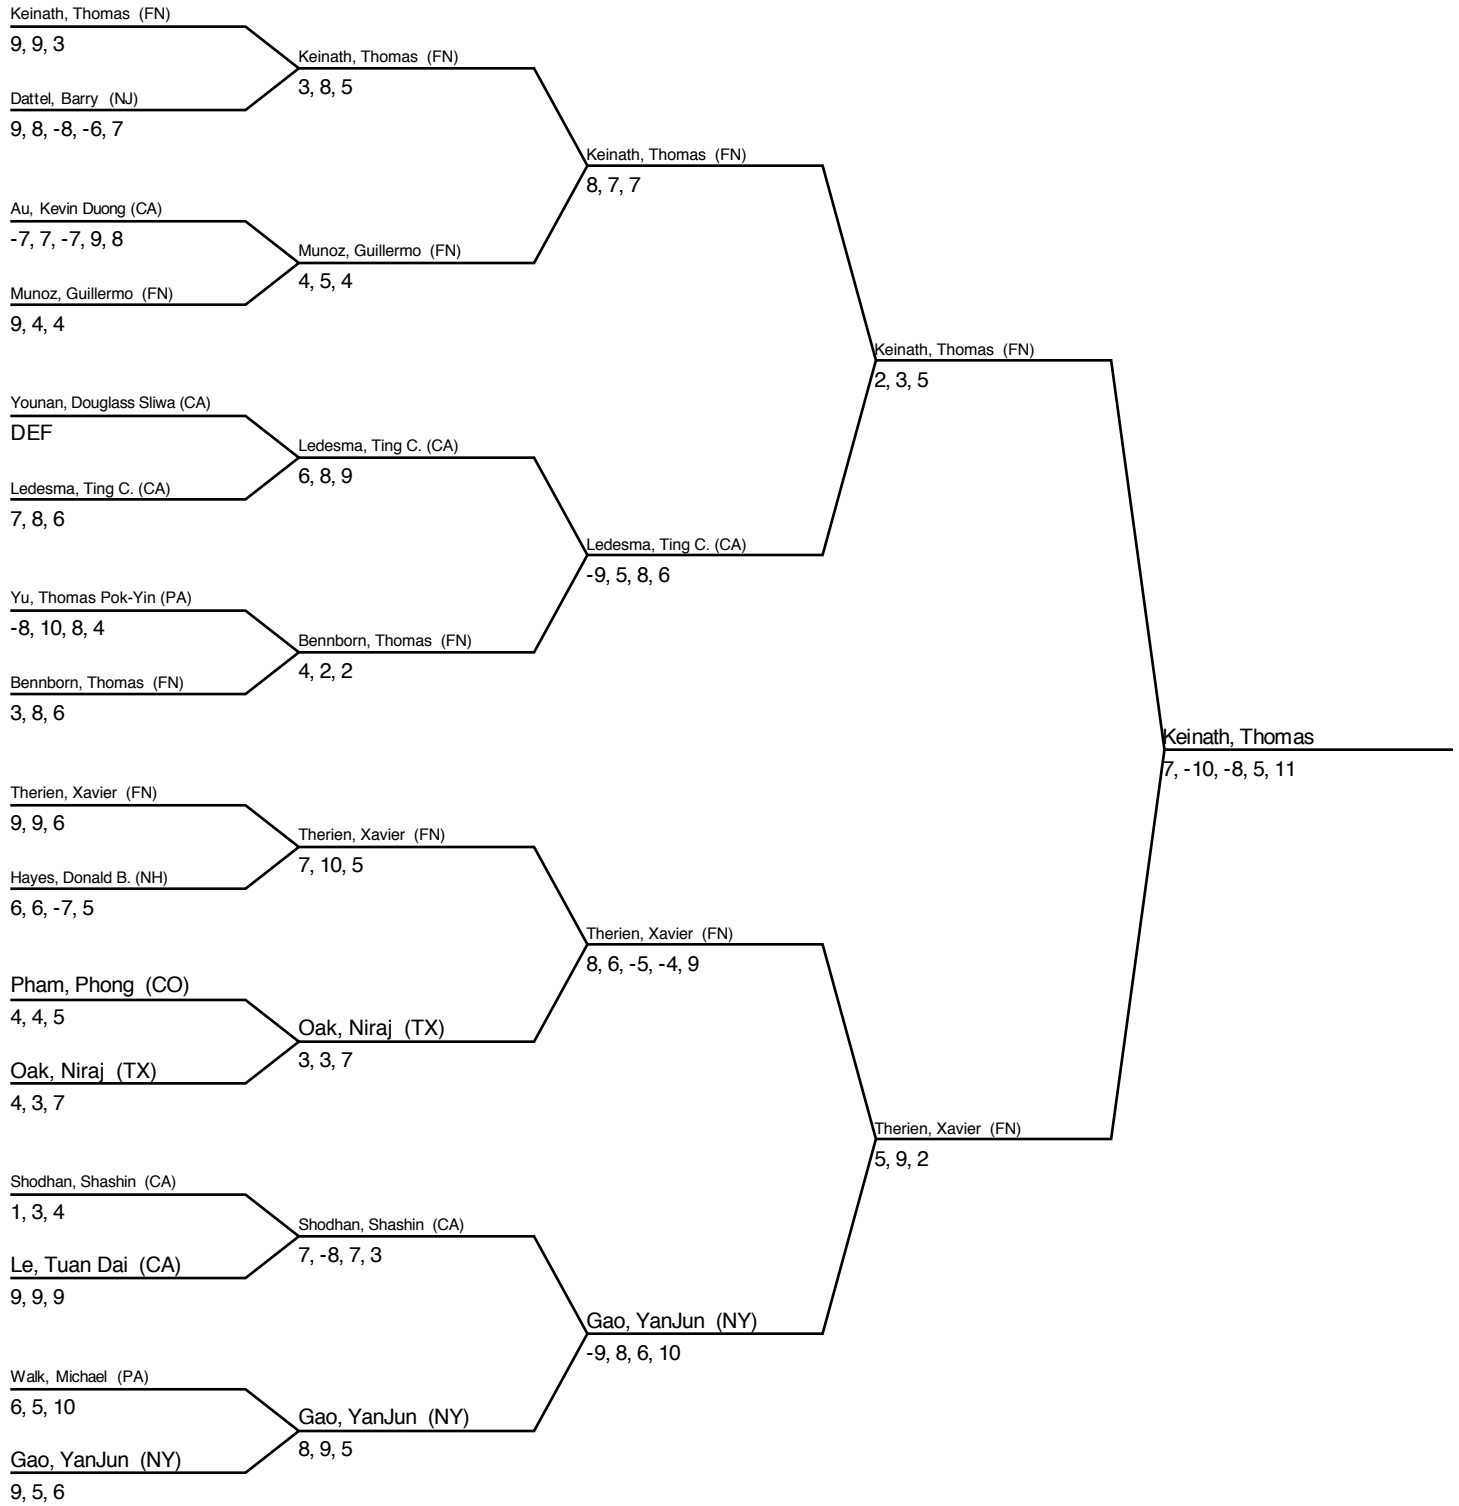 Keinath, Thomas (FN)
9, 9, 3
Dattel, Barry (NJ)
9, 8, -8, -6, 7
Au, Kevin Duong (CA)
-7, 7, -7, 9, 8
Munoz, Guillermo (FN)
9, 4, 4
Younan, Douglass Sliwa (CA)
DEF
Ledesma, Ting C. (CA)
7, 8, 6
Yu, Thomas Pok-Yin (PA)
-8, 10, 8, 4
Bennborn, Thomas (FN)
3, 8, 6
Therien, Xavier (FN)
9, 9, 6
Hayes, Donald B. (NH)
6, 6, -7, 5
Pham, Phong (CO)
4, 4, 5
Oak, Niraj (TX)
4, 3, 7
Shodhan, Shashin (CA)
1, 3, 4
Le, Tuan Dai (CA)
9, 9, 9
Walk, Michael (PA)
6, 5, 10
Gao, YanJun (NY)
9, 5, 6
Keinath, Thomas (FN)
3, 8, 5
Munoz, Guillermo (FN)
4, 5, 4
Ledesma, Ting C. (CA)
6, 8, 9
Bennborn, Thomas (FN)
4, 2, 2
Therien, Xavier (FN)
7, 10, 5
Oak, Niraj (TX)
3, 3, 7
Shodhan, Shashin (CA)
7, -8, 7, 3
Gao, YanJun (NY)
8, 9, 5
Keinath, Thomas (FN)
8, 7, 7
Ledesma, Ting C. (CA)
-9, 5, 8, 6
Therien, Xavier (FN)
8, 6, -5, -4, 9
Gao, YanJun (NY)
-9, 8, 6, 10
Keinath, Thomas (FN)
2, 3, 5
Therien, Xavier (FN)
5, 9, 2
Keinath, Thomas
7, -10, -8, 5, 11